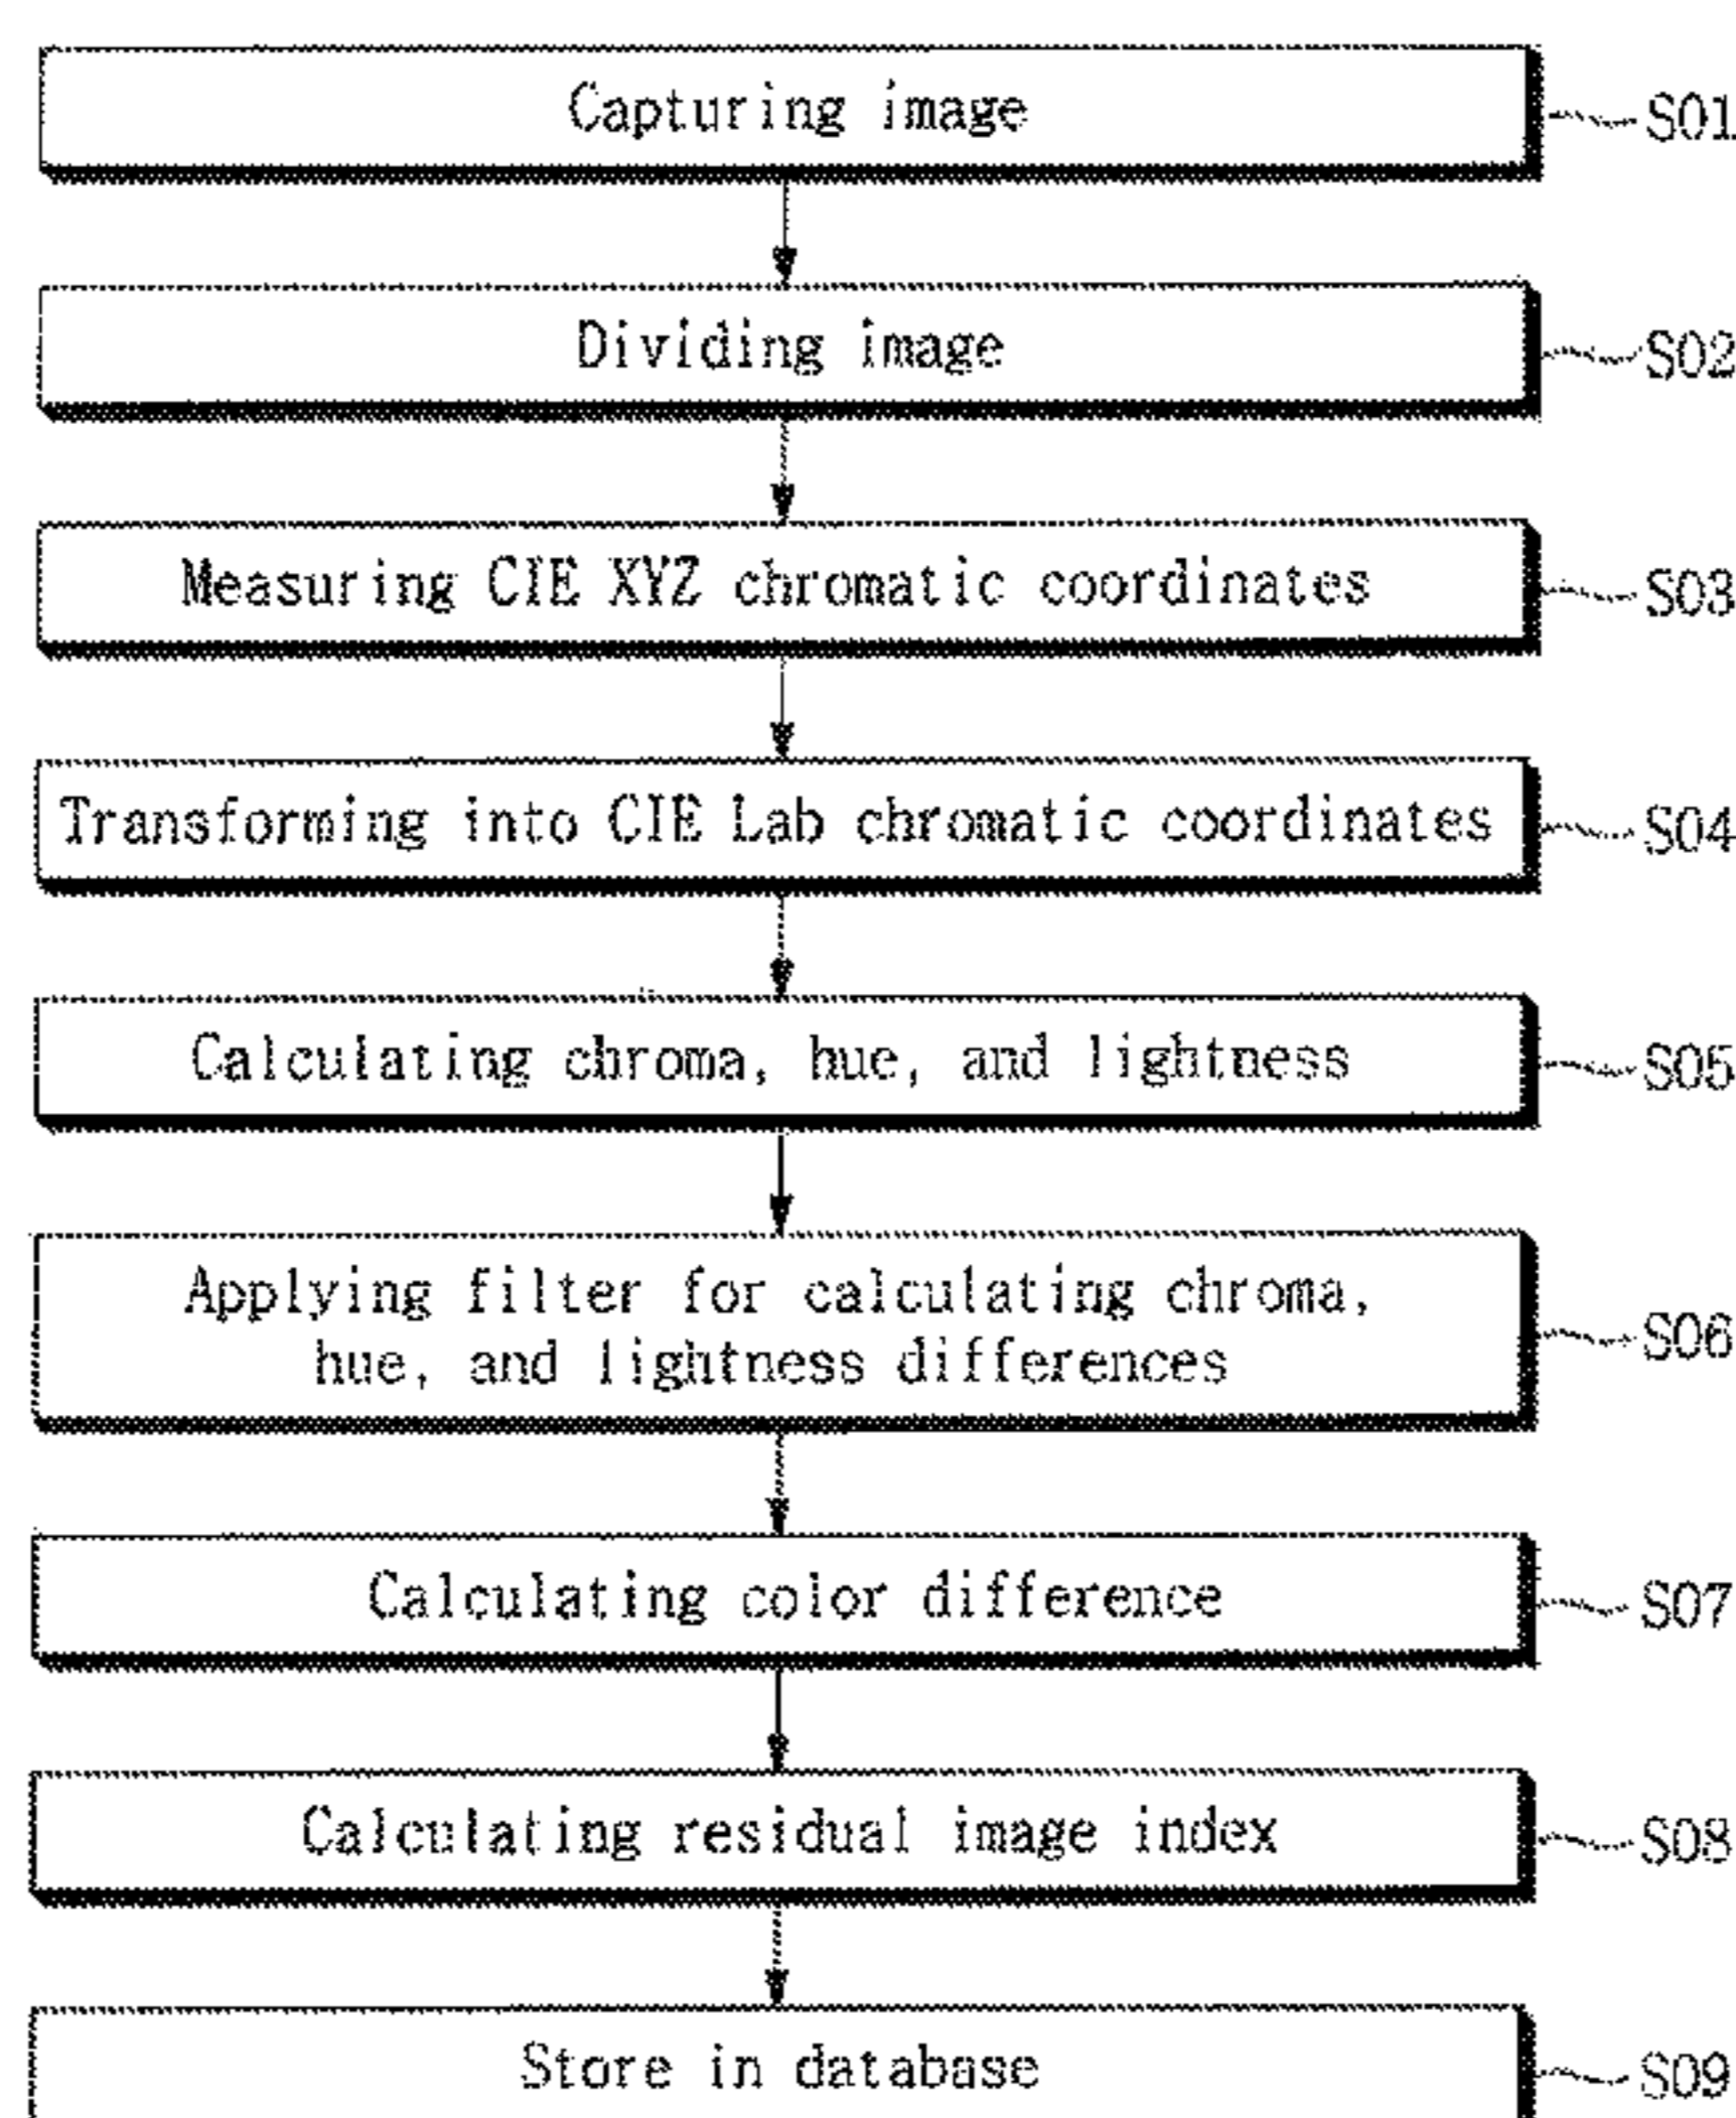 Capturing image
S01
Dividing image
S02
Measuring CIE XYZ chromatic coordinates
S03
Transforming into CIE Lab chromatic coordinates
S04
Calculating chroma, hue, and lightness
S05
Applying filter for calculating chroma,
hue, and lightness differences
S06
Calculating color difference
S07
Calculating residual image index
S08
Store in database
S09